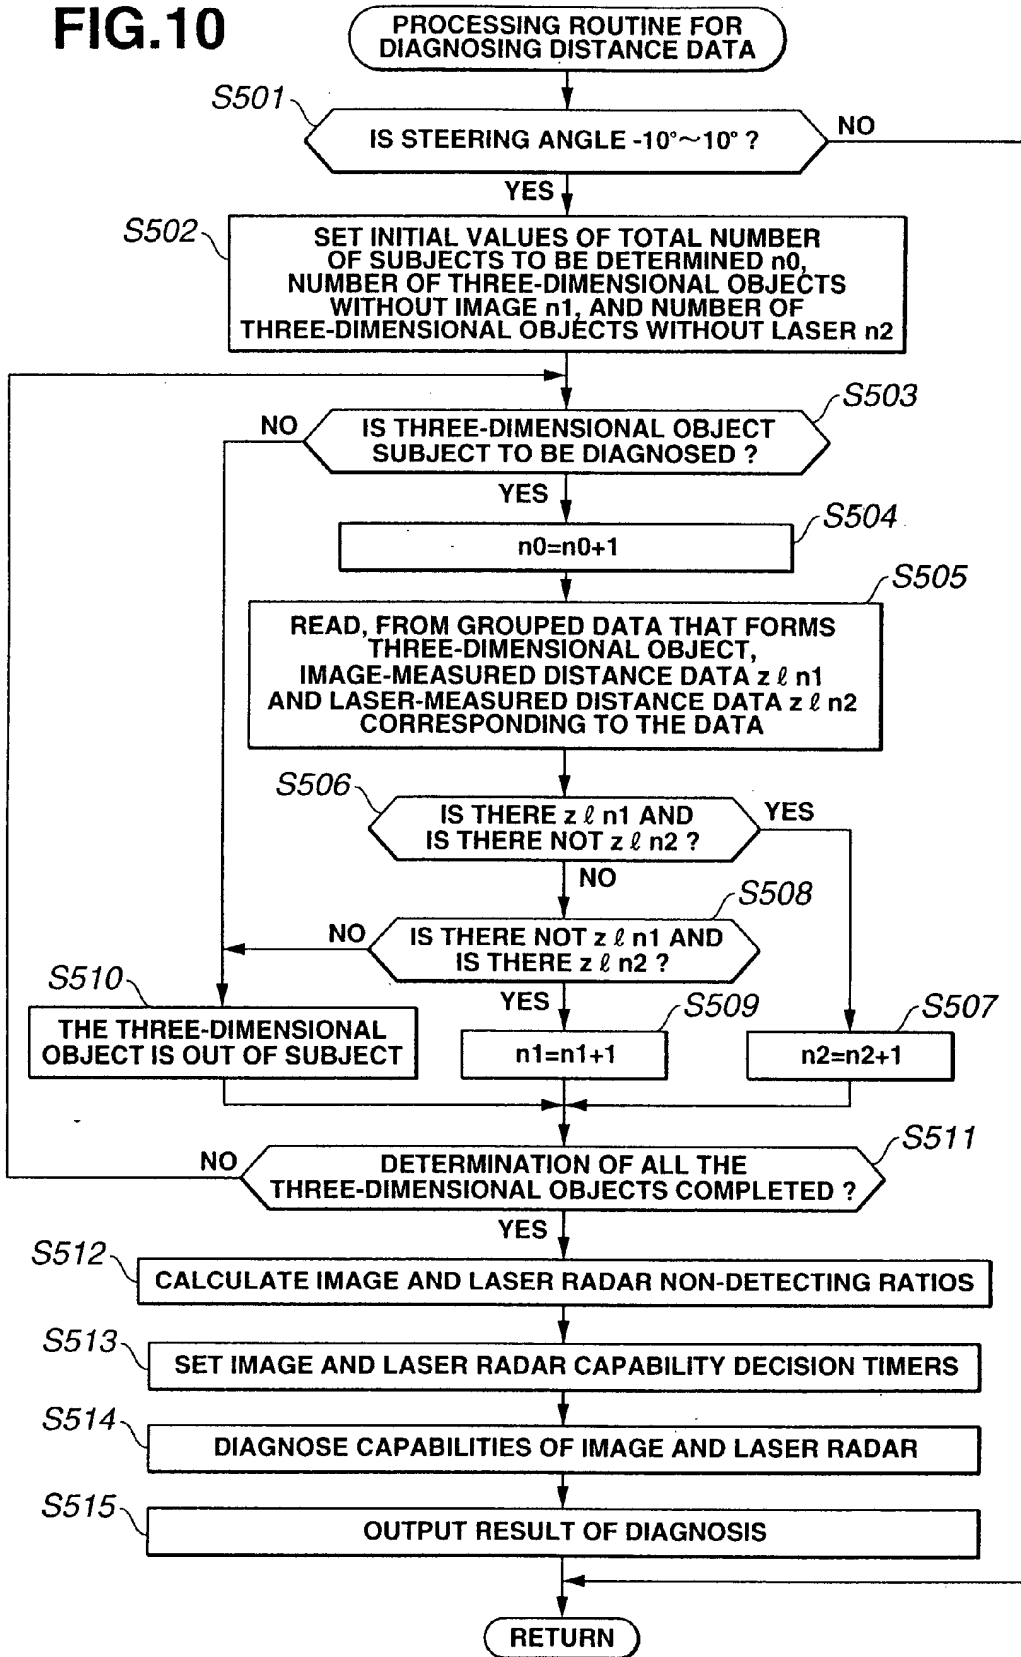 FIG.10
PROCESSING ROUTINE FOR
DIAGNOSING DISTANCE DATA
S501
IS STEERING ANGLE -10°~10° ?
NO
YES
S502
SET INITIAL VALUES OF TOTAL NUMBER
OF SUBJECTS TO BE DETERMINED n0,
NUMBER OF THREE-DIMENSIONAL OBJECTS
WITHOUT IMAGE n1, AND NUMBER OF
THREE-DIMENSIONAL OBJECTS WITHOUT LASER n2
S503
NO
IS THREE-DIMENSIONAL OBJECT
SUBJECT TO BE DIAGNOSED ?
YES
S504
n0=n0+1
S505
READ, FROM GROUPED DATA THAT FORMS
THREE-DIMENSIONAL OBJECT,
IMAGE-MEASURED DISTANCE DATA z ℓ n1
AND LASER-MEASURED DISTANCE DATA z ℓ n2
CORRESPONDING TO THE DATA
S506
IS THERE z ℓ n1 AND
IS THERE NOT z ℓ n2 ?
YES
NO
S508
NO
IS THERE NOT z ℓ n1 AND
IS THERE z ℓ n2 ?
YES
S510
THE THREE-DIMENSIONAL
OBJECT IS OUT OF SUBJECT
S509
n1=n1+1
S507
n2=n2+1
S511
NO
DETERMINATION OF ALL THE
THREE-DIMENSIONAL OBJECTS COMPLETED ?
YES
S512
CALCULATE IMAGE AND LASER RADAR NON-DETECTING RATIOS
S513
SET IMAGE AND LASER RADAR CAPABILITY DECISION TIMERS
S514
DIAGNOSE CAPABILITIES OF IMAGE AND LASER RADAR
S515
OUTPUT RESULT OF DIAGNOSIS
RETURN